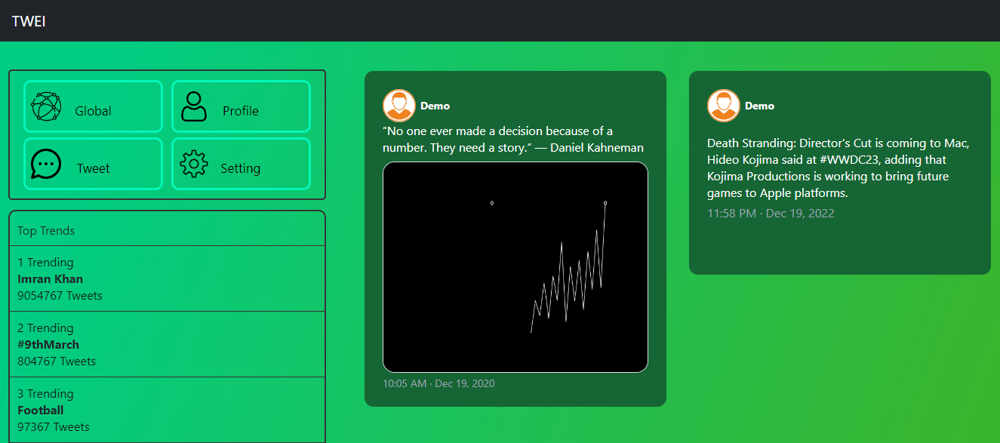 TWEI
Global
Profile
Tweet
Setting
Top Trends
1 Trending
Imran Khan
9054767 Tweets
2 Trending
#9thMarch
804767 Tweets
3 Trending
Football
97367 Tweets
Demo
“No one ever made a decision because of a
number. They need a story.” — Daniel Kahneman
10:05 AM · Dec 19, 2020
Demo
Death Stranding: Director's Cut is coming to Mac,
Hideo Kojima said at #WWDC23, adding that
Kojima Productions is working to bring future
games to Apple platforms.
11:58 PM · Dec 19, 2022